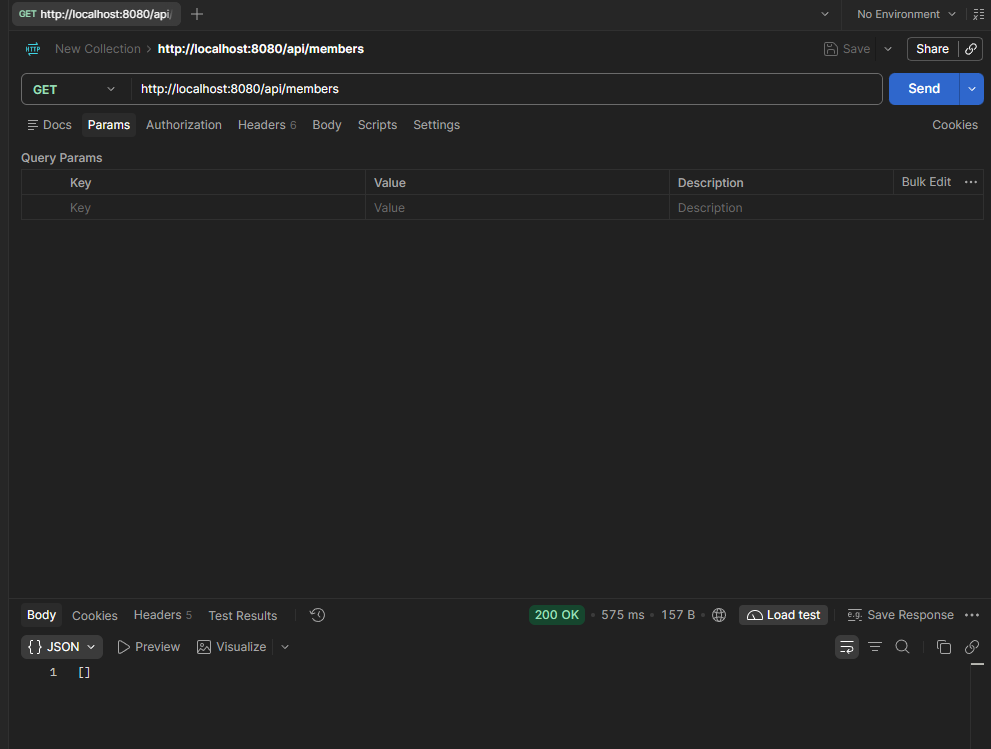 GET http://localhost:8080/api/ No Environment
HTTP New Collection > http://localhost:8080/api/members Save Share
GET http://localhost:8080/api/members Send
Docs Params Authorization Headers 6 Body Scripts Settings Cookies
Query Params
Key Value Description Bulk Edit
Key Value Description
Body Cookies Headers 5 Test Results 200 OK 575 ms 157 B Load test e.g. Save Response
{ } JSON Preview Visualize
1 []